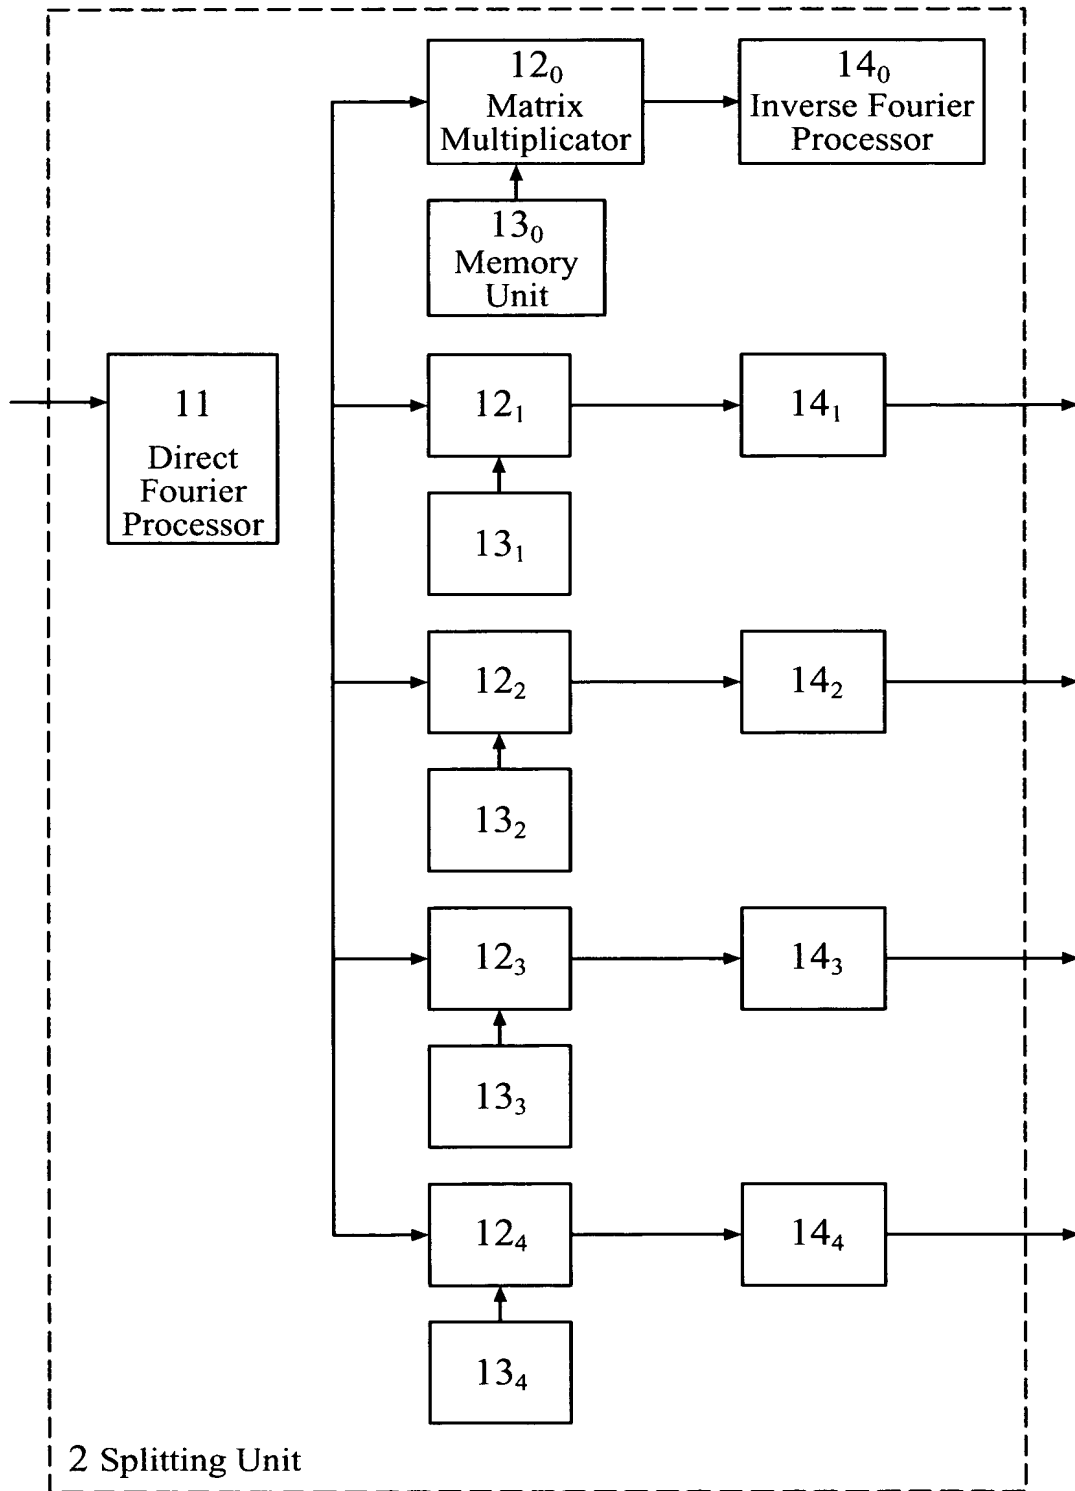 12₀
Matrix
Multiplicator
14₀
Inverse Fourier
Processor
13₀
Memory
Unit
11
Direct
Fourier
Processor
12₁
14₁
13₁
12₂
14₂
13₂
12₃
14₃
13₃
12₄
14₄
13₄
2 Splitting Unit